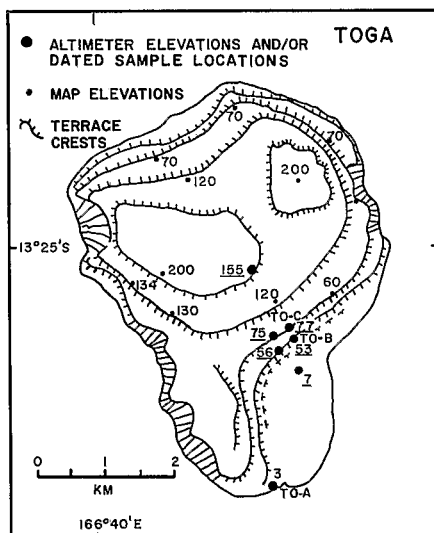 TOGA
ALTIMETER ELEVATIONS AND/OR
DATED SAMPLE LOCATIONS
MAP ELEVATIONS
TERRACE
CRESTS
70
70
70
120
200
13°25'S
200
155
134
130
120
60
TO-C
77
75
TO-B
56
53
7
3
TO-A
0 1 2
KM
166°40'E